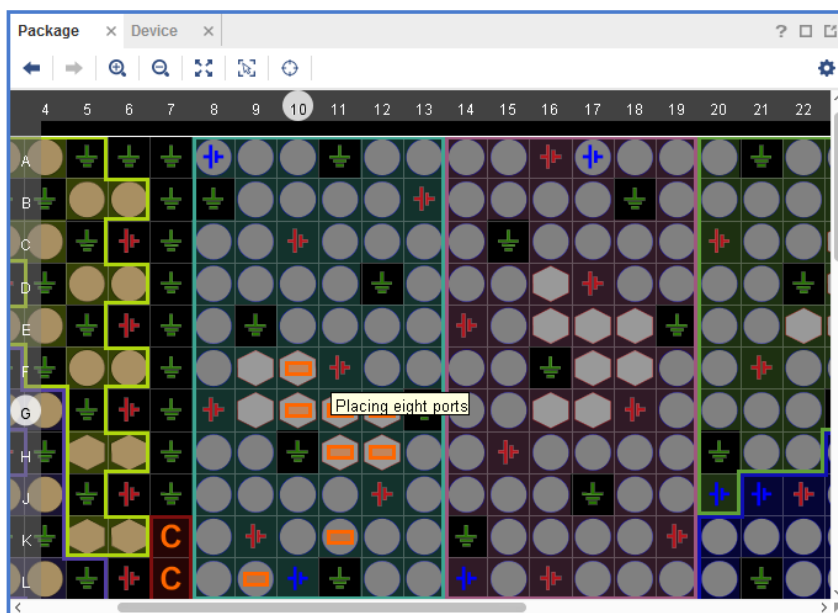 Package × Device × ?
4 5 6 7 8 9 10 11 12 13 14 15 16 17 18 19 20 21 22
A
B
C
D
E
F
Placing eight ports
G
H
J
K C
L C